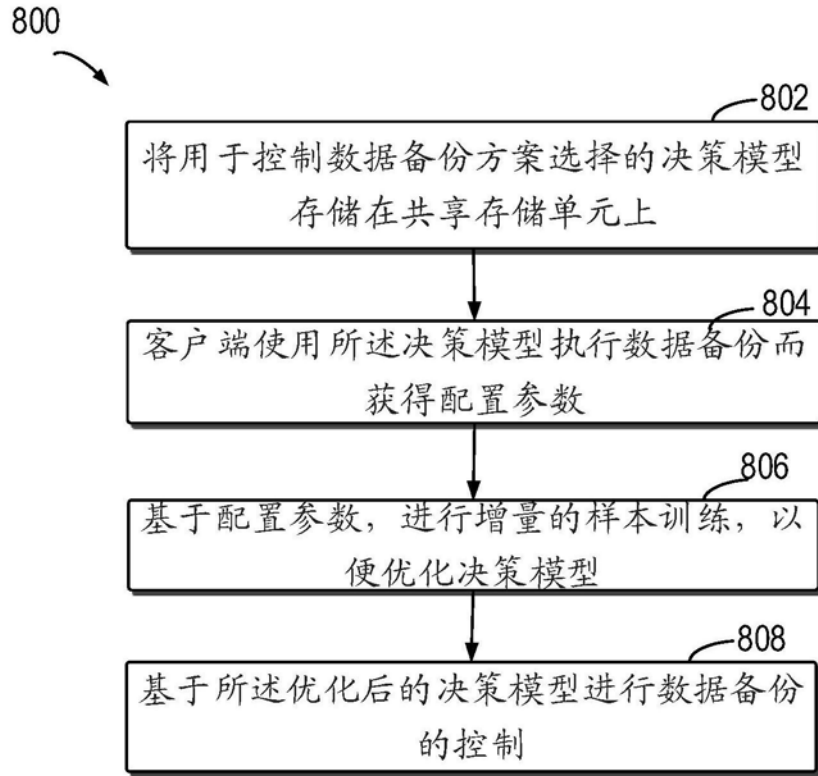 800
802
将用于控制数据备份方案选择的决策模型
存储在共享存储单元上
804
客户端使用所述决策模型执行数据备份而
获得配置参数
806
基于配置参数，进行增量的样本训练，以
便优化决策模型
808
基于所述优化后的决策模型进行数据备份
的控制